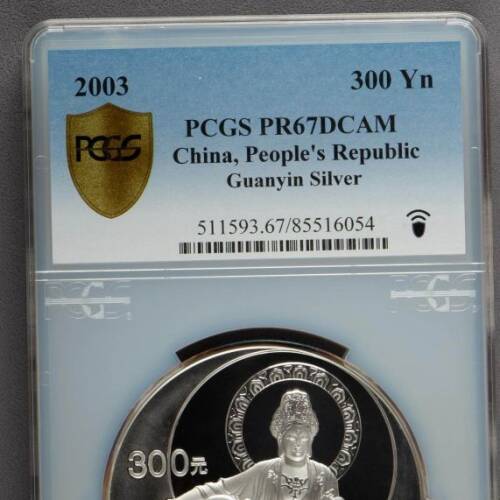 2003 300 Yn
PCGS
PCGS PR67DCAM
China, People's Republic
Guanyin Silver
511593.67/85516054
300元